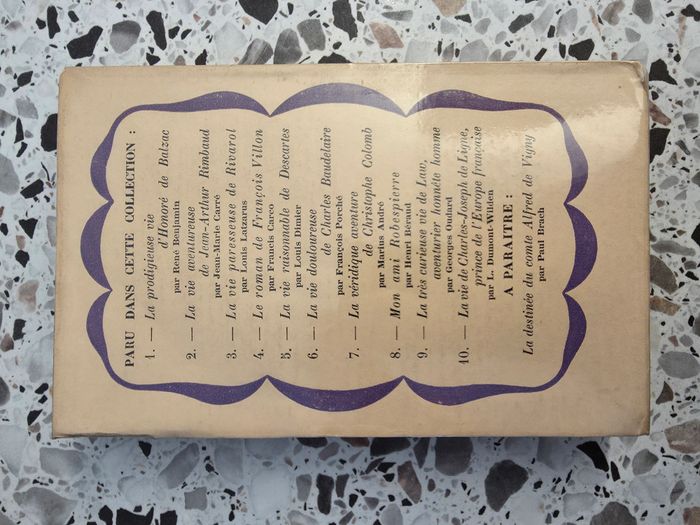 PARU DANS CETTE COLLECTION :
1. — La prodigieuse vie
d'Honoré de Balzac
par René Benjamin
2. — La vie aventureuse
de Jean-Arthur Rimbaud
par Jean-Marie Carré
3. — La vie paresseuse de Rivarol
par Louis Latzarus
4. — Le roman de François Villon
par Francis Carco
5. — La vie raisonnable de Descartes
par Louis Dimier
6. — La vie douloureuse
de Charles Baudelaire
par François Porché
7. — La véridique aventure
de Christophe Colomb
par Marius André
8. — Mon ami Robespierre
par Henri Béraud
9. — La très curieuse vie de Law,
aventurier honnête homme
par Georges Oudard
10. — La vie de Charles-Joseph de Ligne,
prince de l'Europe française
par L. Dumont-Wilden
A PARAITRE :
La destinée du comte Alfred de Vigny
par Paul Brach